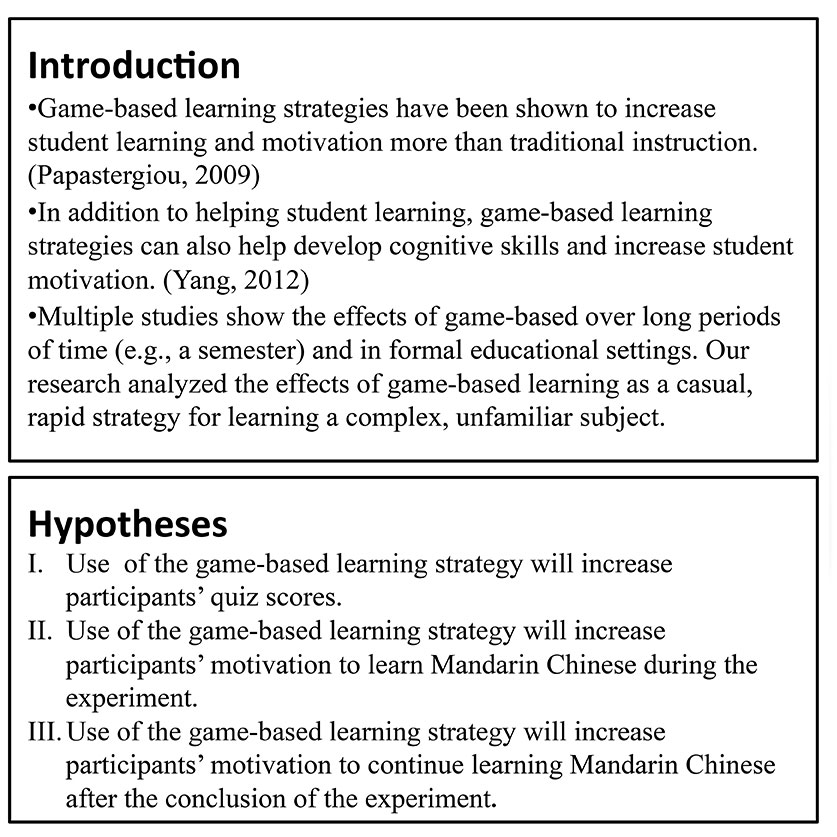 Introduction
•Game-based learning strategies have been shown to increase
student learning and motivation more than traditional instruction.
(Papastergiou, 2009)
•In addition to helping student learning, game-based learning
strategies can also help develop cognitive skills and increase student
motivation. (Yang, 2012)
•Multiple studies show the effects of game-based over long periods
of time (e.g., a semester) and in formal educational settings. Our
research analyzed the effects of game-based learning as a casual,
rapid strategy for learning a complex, unfamiliar subject.
Hypotheses
I. Use of the game-based learning strategy will increase
participants’ quiz scores.
II. Use of the game-based learning strategy will increase
participants’ motivation to learn Mandarin Chinese during the
experiment.
III. Use of the game-based learning strategy will increase
participants’ motivation to continue learning Mandarin Chinese
after the conclusion of the experiment.